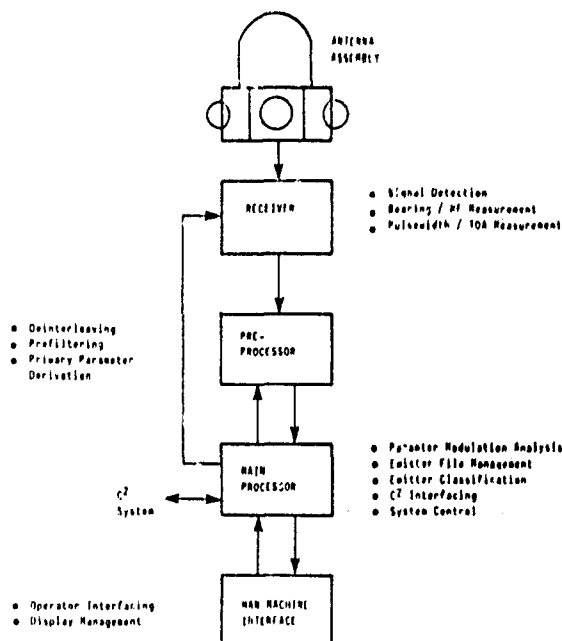 ANTENNA
ASSEMBLY
RECEIVER
• Signal Detection
• Bearing / RF Measurement
• Pulsewidth / TOA Measurement
• Deinterleaving
• Prefiltering
• Primary Parameter
Derivation
PRE-
PROCESSOR
MAIN
PROCESSOR
• Paramter Modulation Analysis
• Emitter File Management
• Emitter Classification
• C² Interfacing
• System Control
C²
System
• Operator Interfacing
• Display Management
MAN MACHINE
INTERFACE